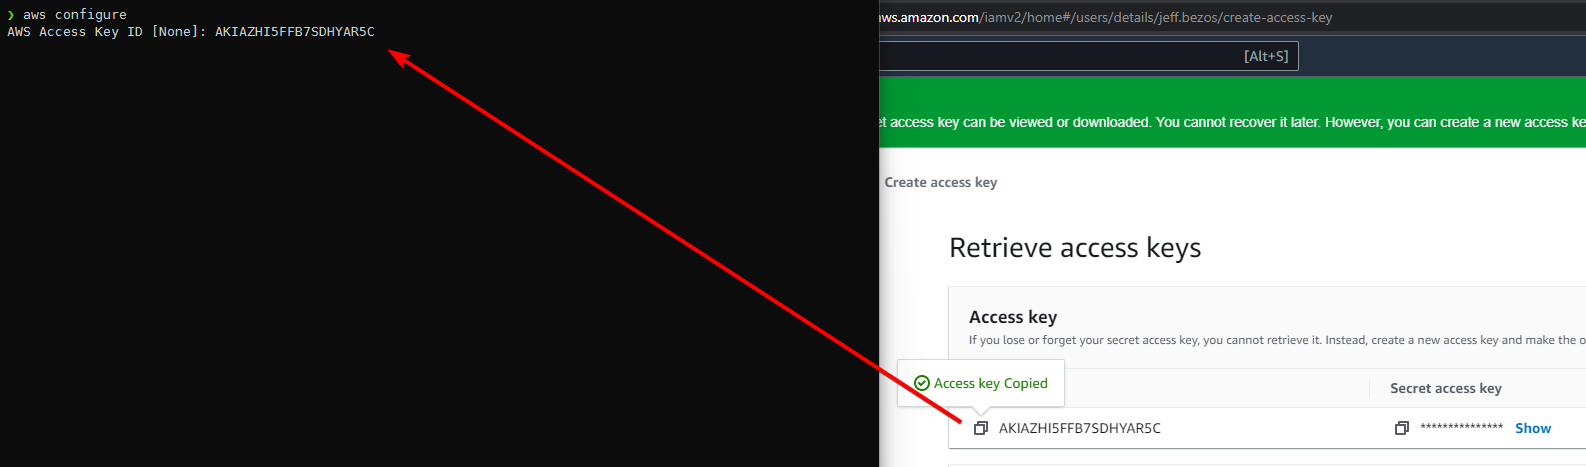 ❯ aws configure
AWS Access Key ID [None]: AKIAZHI5FFB7SDHYAR5C
aws.amazon.com/iamv2/home#/users/details/jeff.bezos/create-access-key
[Alt+S]
et access key can be viewed or downloaded. You cannot recover it later. However, you can create a new access ke
Create access key
Retrieve access keys
Access key
If you lose or forget your secret access key, you cannot retrieve it. Instead, create a new access key and make the o
Access key Copied
Secret access key
AKIAZHI5FFB7SDHYAR5C *************** Show